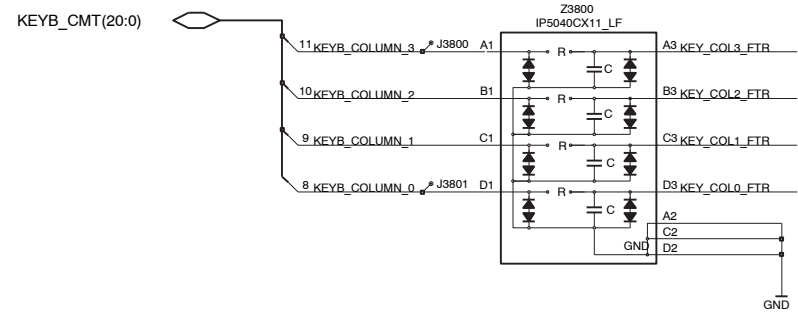 Z3800
IP5040CX11_LF
KEYB_CMT(20:0)
11 KEYB_COLUMN_3 J3800 A1 R A3 KEY_COL3_FTR
C
10 KEYB_COLUMN_2 B1 R B3 KEY_COL2_FTR
C
9 KEYB_COLUMN_1 C1 R C3 KEY_COL1_FTR
C
8 KEYB_COLUMN_0 J3801 D1 R D3 KEY_COL0_FTR
C
A2
C2
GND D2
GND